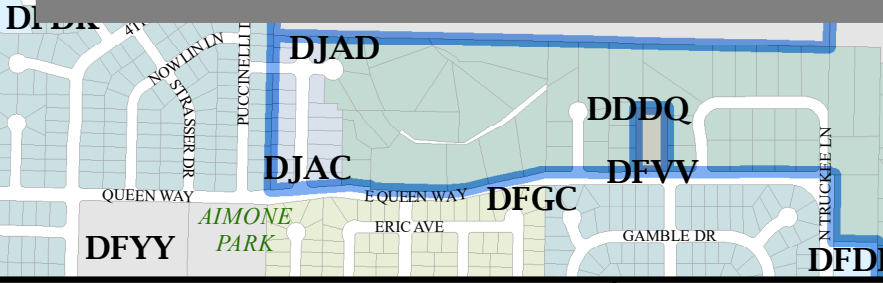 DJAD
NOWLIN LN
STRASSER DR
DDDQ
DJAC
DFVV
QUEEN WAY
E QUEEN WAY
DFGC
AIMONE
PARK
ERIC AVE
DFYY
GAMBLE DR
N TRUCKEE LN